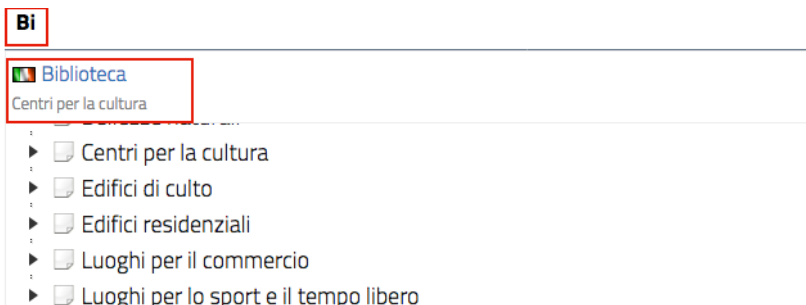 Bi
Biblioteca
Centri per la cultura
Centri per la cultura
Edifici di culto
Edifici residenziali
Luoghi per il commercio
Luoghi per lo sport e il tempo libero